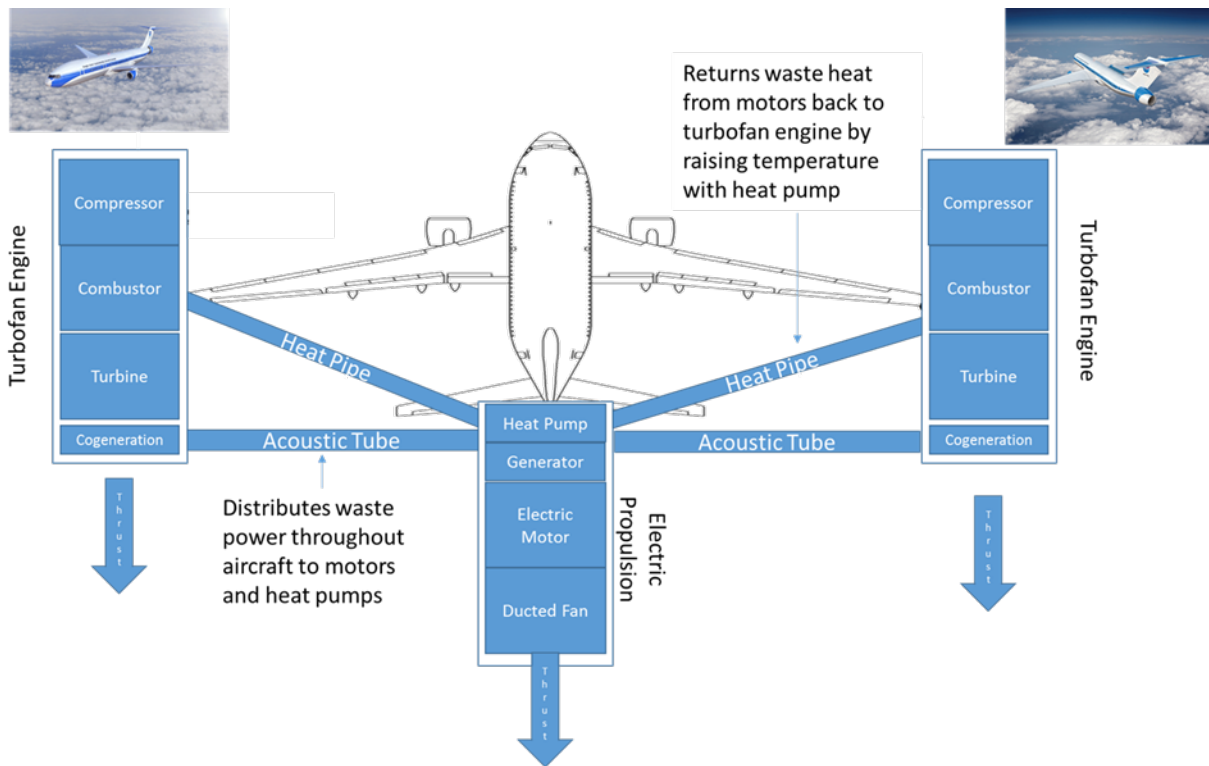 Returns waste heat
from motors back to
turbofan engine by
raising temperature
with heat pump
Turbofan Engine
Compressor
Combustor
Turbine
Cogeneration
Thrust
Heat Pipe
Acoustic Tube
Distributes waste
power throughout
aircraft to motors
and heat pumps
Heat Pump
Generator
Electric
Motor
Ducted Fan
Electric
Propulsion
Thrust
Heat Pipe
Acoustic Tube
Compressor
Combustor
Turbine
Cogeneration
Turbofan Engine
Thrust